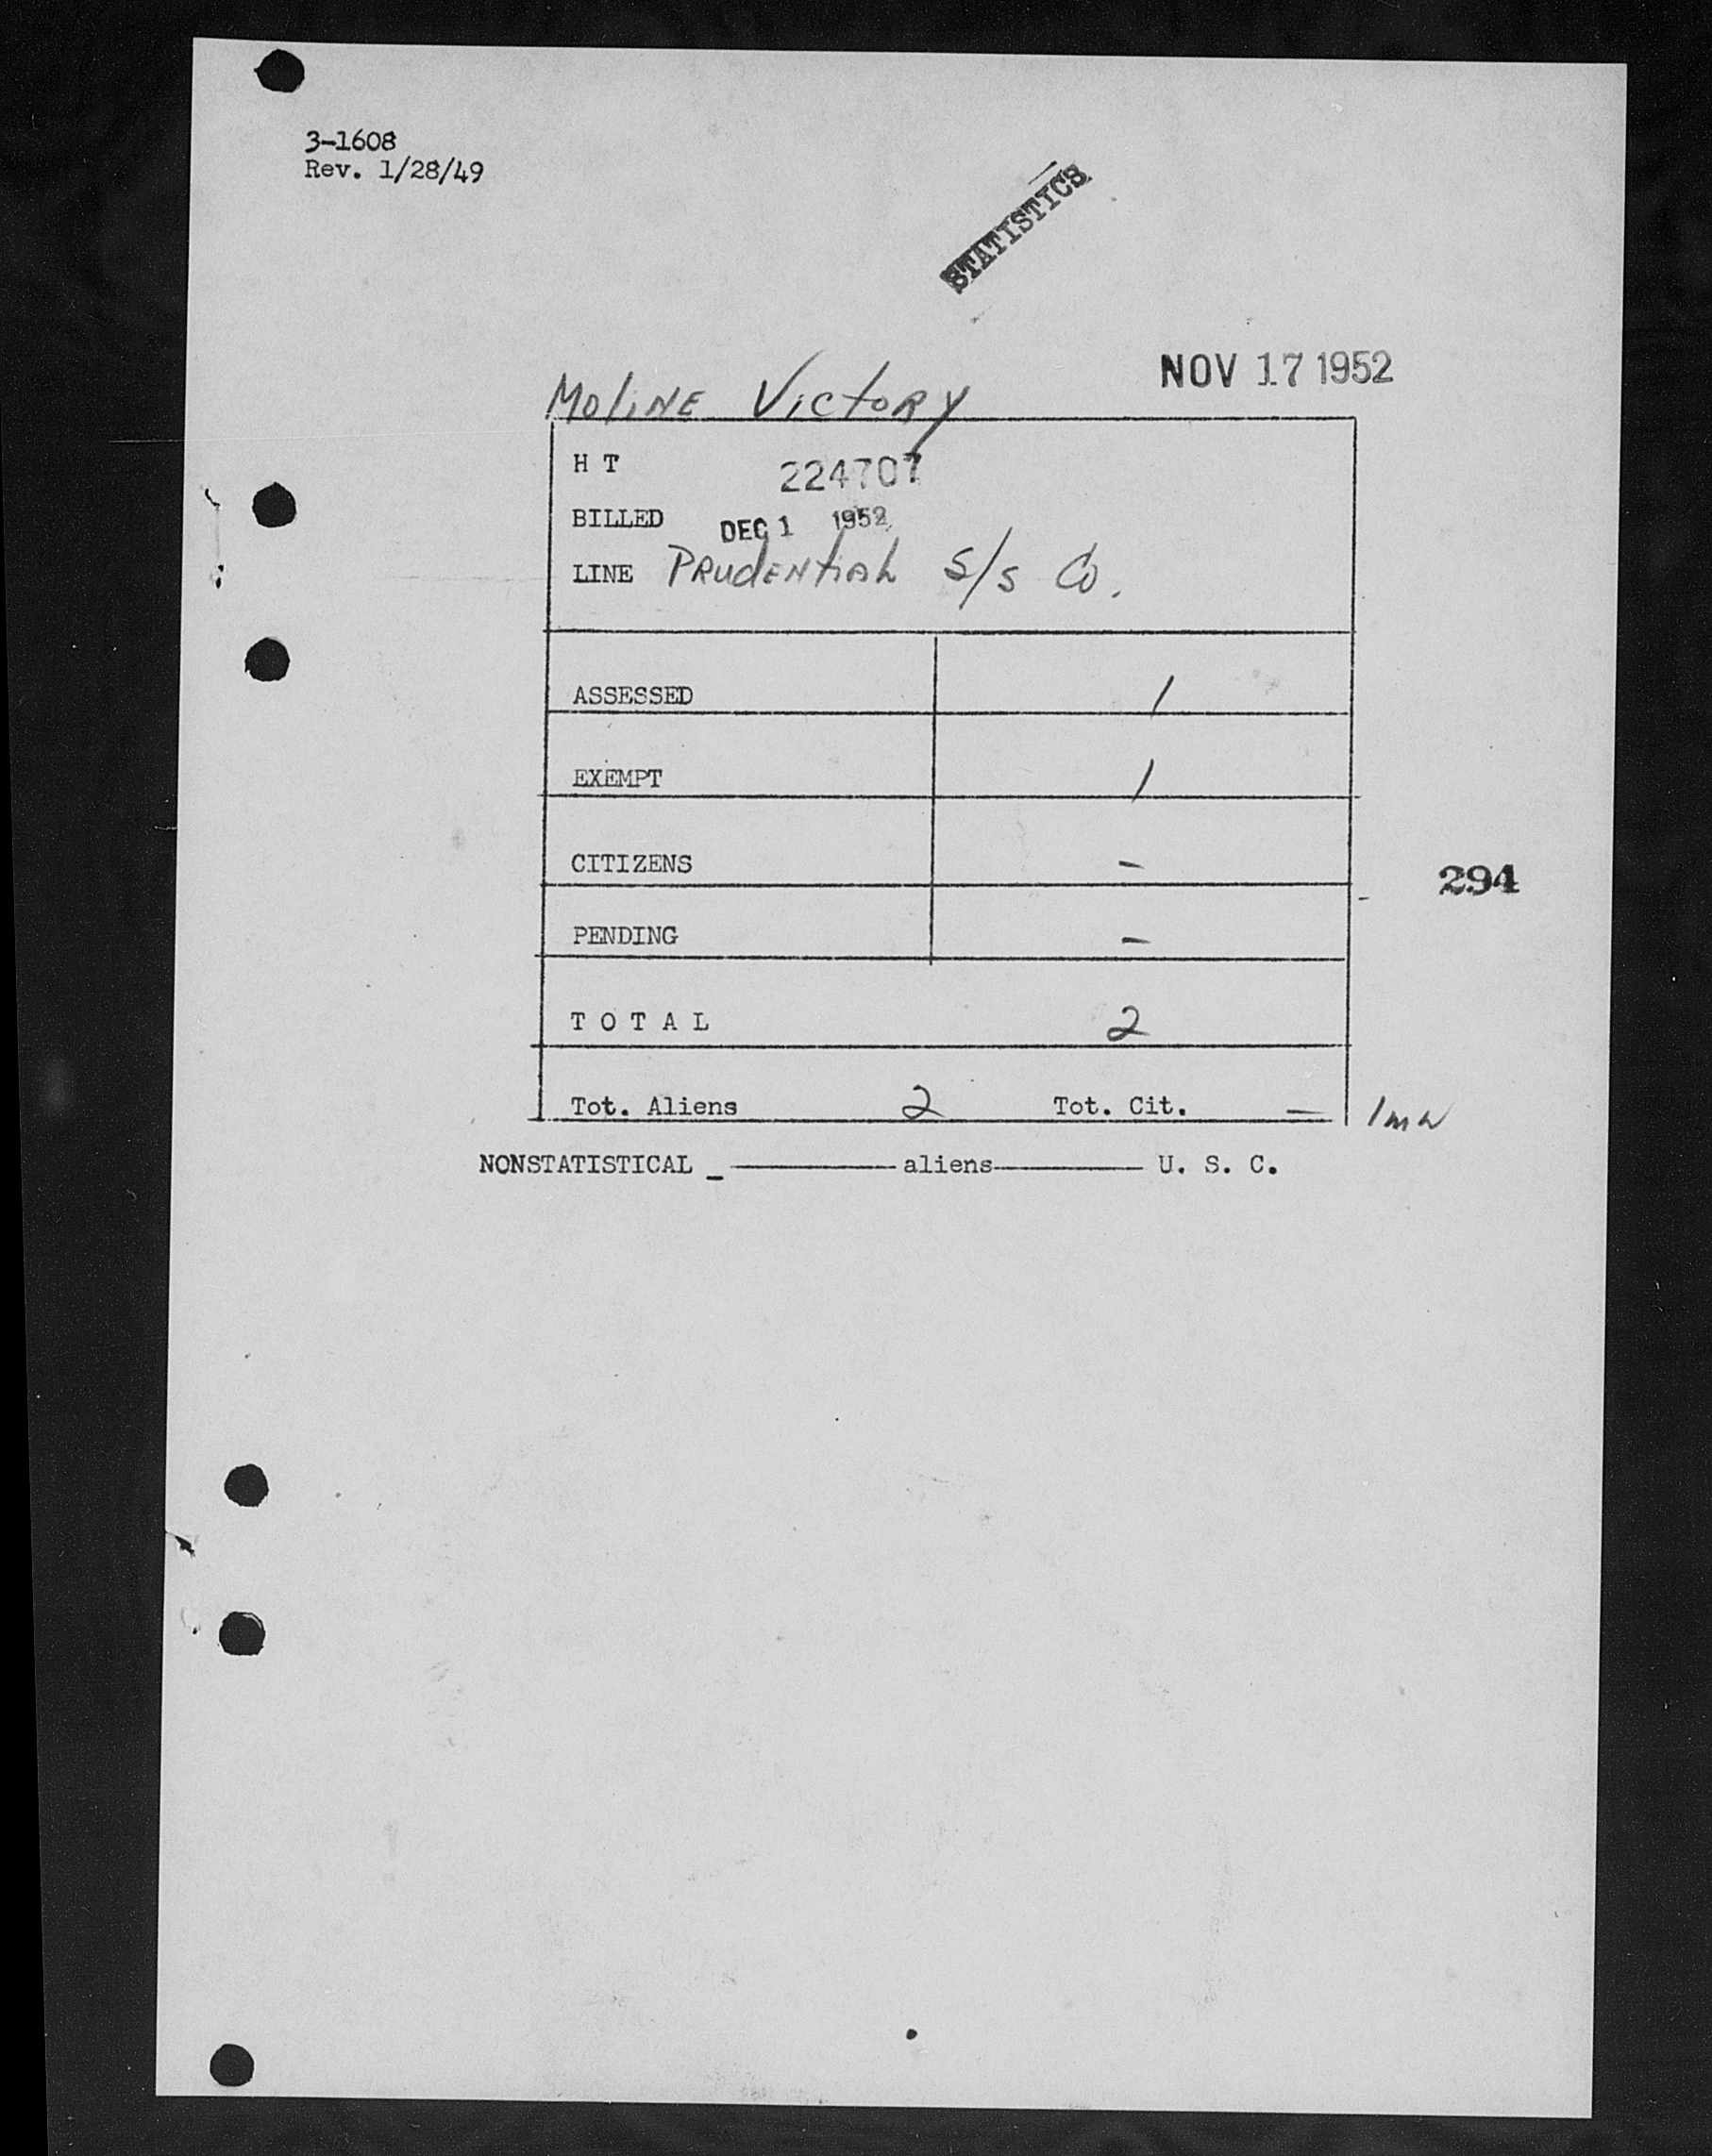 3-1608
Rev. 1/28/49
STATISTICS
NOV 17 1952
Moline Victory
H T 224707
BILLED DEC 1 1952
LINE Prudential S/S Co.
ASSESSED 1
EXEMPT 1
CITIZENS -
294
PENDING -
T O T A L 2
Tot. Aliens 2 Tot. Cit. -
NONSTATISTICAL - aliens U. S. C.